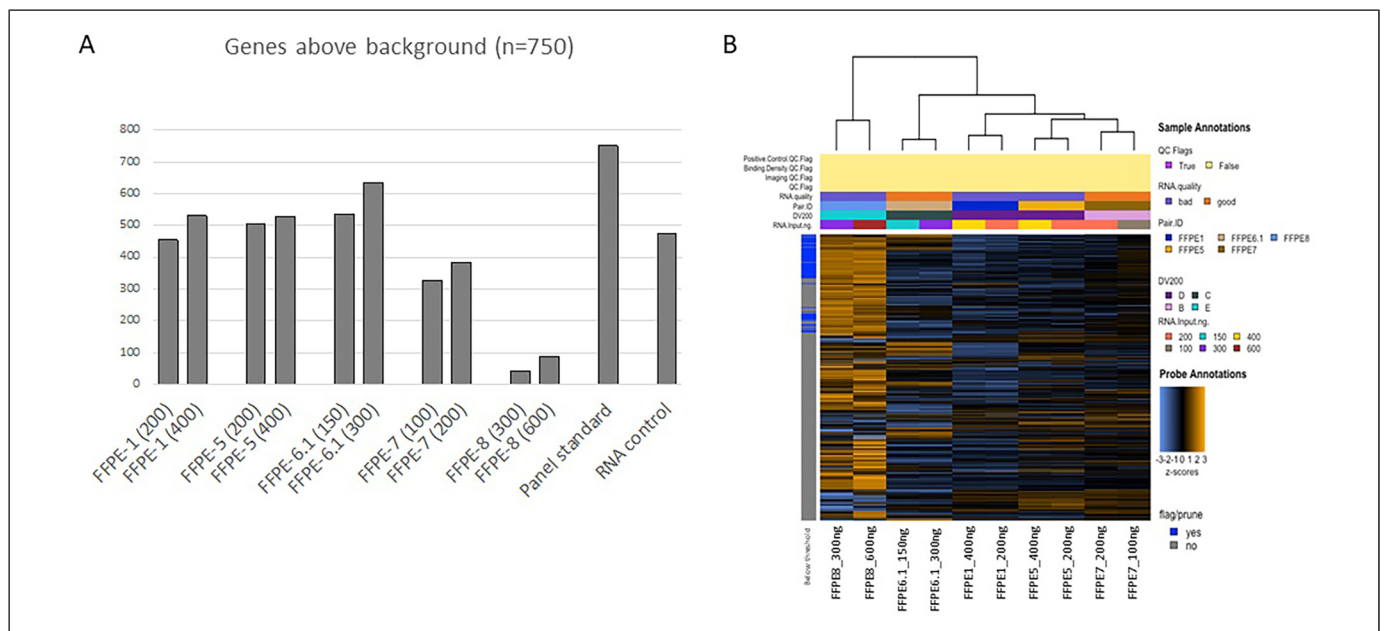 A
Genes above background (n=750)
800
700
600
500
400
300
200
100
0
FFPE-1 (200)
FFPE-1 (400)
FFPE-5 (200)
FFPE-5 (400)
FFPE-6.1 (150)
FFPE-6.1 (300)
FFPE-7 (100)
FFPE-7 (200)
FFPE-8 (300)
FFPE-8 (600)
Panel standard
RNA control
B
Positive Control.QC.Flag
Binding Density.QC.Flag
Imaging QC.Flag
QC.Flag
RNA.quality
Pair.ID
DV200
RNA.Input.ng.
Below threshold
FFPE8_300ng
FFPE8_600ng
FFPE6.1_150ng
FFPE6.1_300ng
FFPE1_400ng
FFPE1_200ng
FFPE5_400ng
FFPE5_200ng
FFPE7_200ng
FFPE7_100ng
Sample Annotations
QC Flags
True False
RNA.quality
bad good
Pair.ID
FFPE1 FFPE6.1 FFPE8
FFPE5 FFPE7
DV200
D C
B E
RNA.Input.ng.
200 150 400
100 300 600
Probe Annotations
-3-2-1 0 1 2 3
z-scores
flag/prune
yes
no